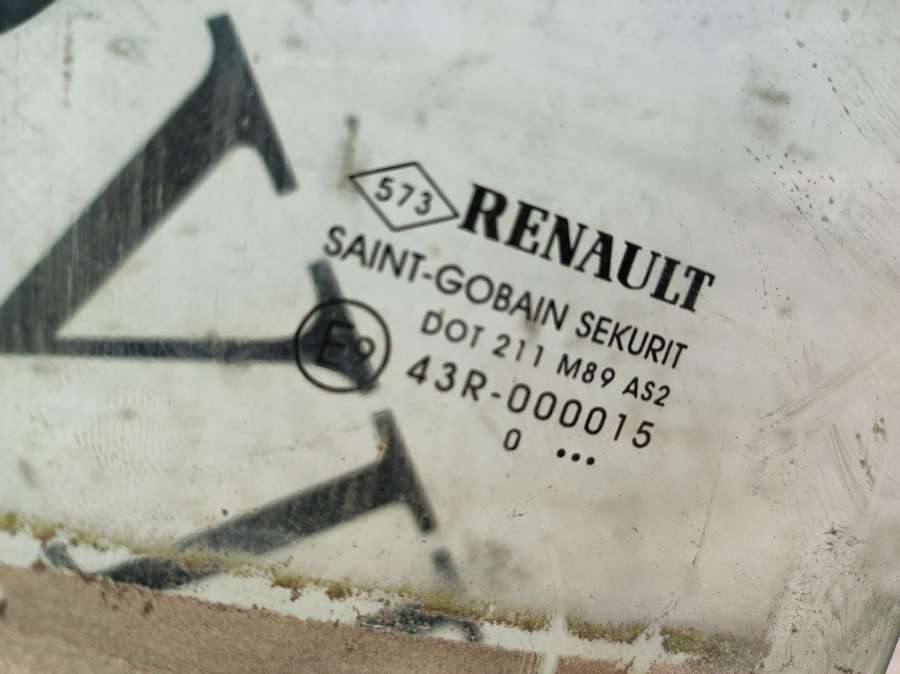 573 RENAULT
SAINT-GOBAIN SEKURIT
DOT 211 M89 AS2
E9 43R-000015
0 ...